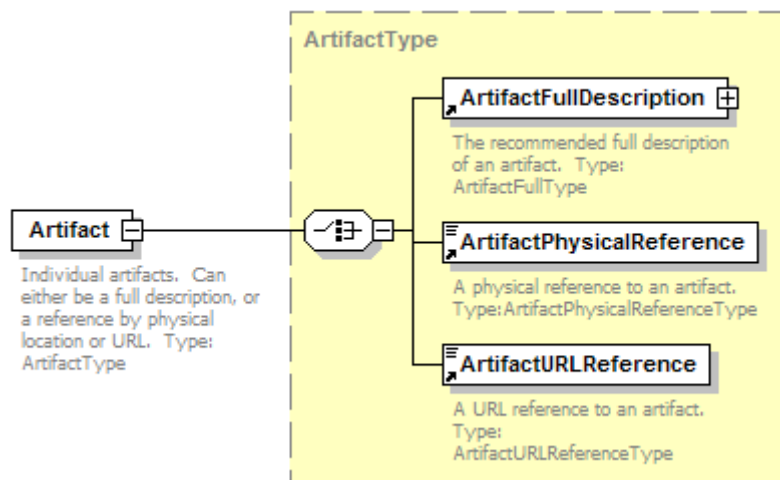 ArtifactType
ArtifactFullDescription
The recommended full description
of an artifact.  Type:
ArtifactFullType
Artifact
Individual artifacts.  Can
either be a full description, or
a reference by physical
location or URL.  Type:
ArtifactType
ArtifactPhysicalReference
A physical reference to an artifact.
Type:ArtifactPhysicalReferenceType
ArtifactURLReference
A URL reference to an artifact.
Type:
ArtifactURLReferenceType